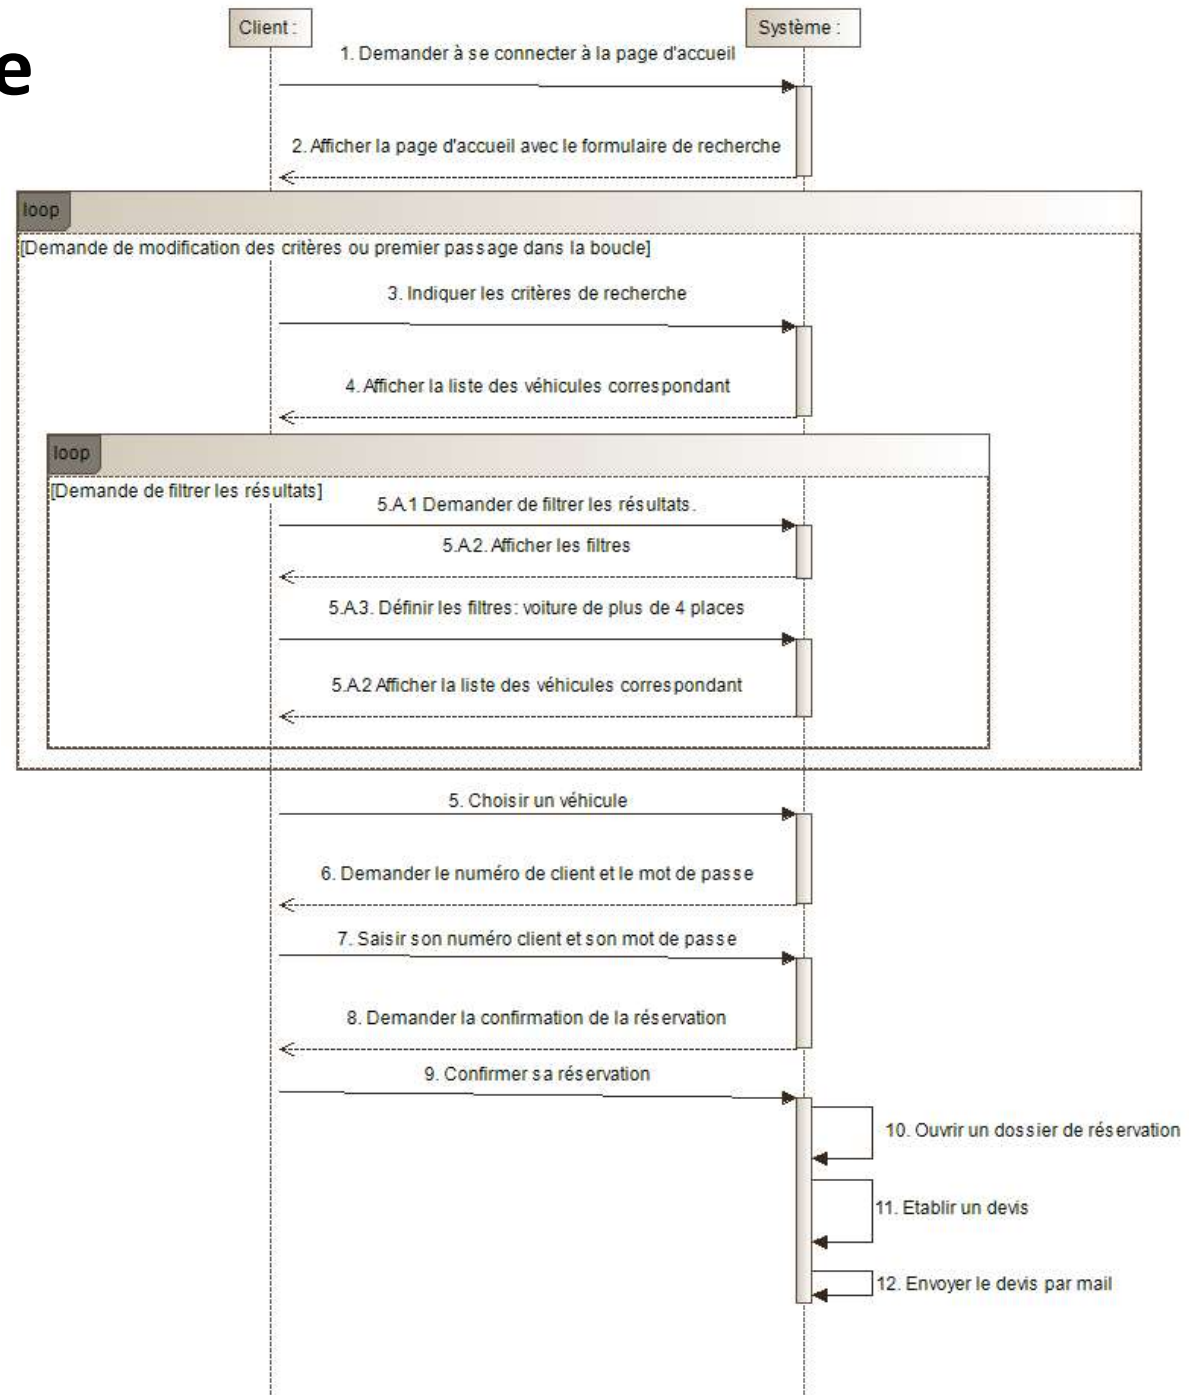 e
Client :
Système :
1. Demander à se connecter à la page d'accueil
2. Afficher la page d'accueil avec le formulaire de recherche
loop
[Demande de modification des critères ou premier passage dans la boucle]
3. Indiquer les critères de recherche
4. Afficher la liste des véhicules correspondant
loop
[Demande de filtrer les résultats]
5.A.1 Demander de filtrer les résultats.
5.A.2. Afficher les filtres
5.A.3. Définir les filtres: voiture de plus de 4 places
5.A.2 Afficher la liste des véhicules correspondant
5. Choisir un véhicule
6. Demander le numéro de client et le mot de passe
7. Saisir son numéro client et son mot de passe
8. Demander la confirmation de la réservation
9. Confirmer sa réservation
10. Ouvrir un dossier de réservation
11. Etablir un devis
12. Envoyer le devis par mail